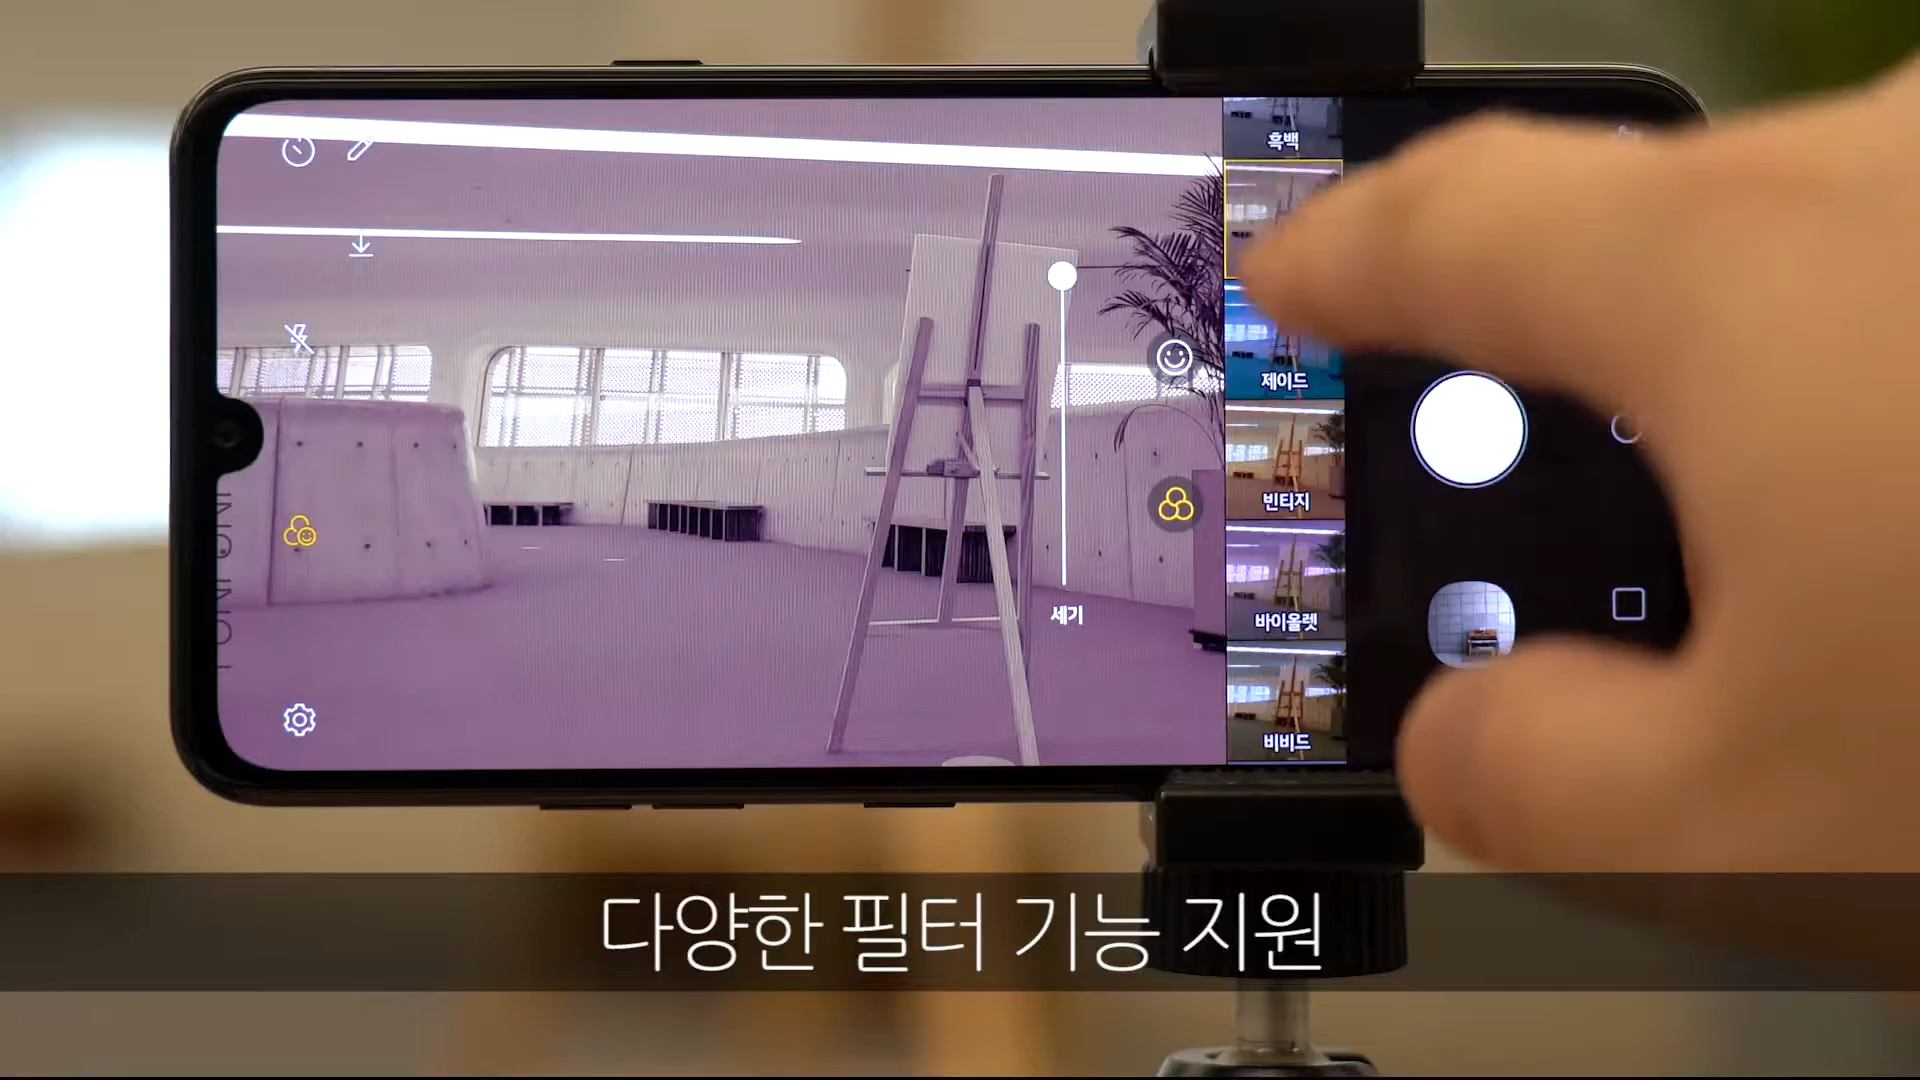 흑백
제이드
빈티지
바이올렛
비비드
세기
다양한 필터 기능 지원